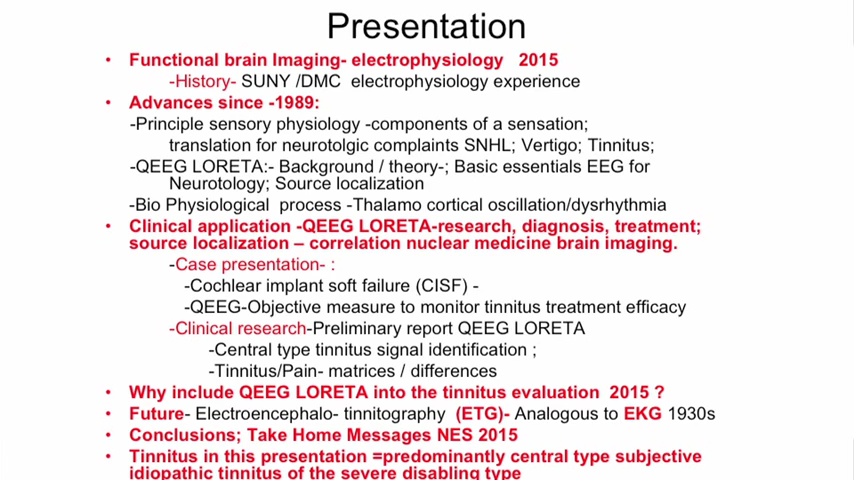 Presentation
• Functional brain Imaging- electrophysiology 2015
-History- SUNY /DMC electrophysiology experience
• Advances since -1989:
-Principle sensory physiology -components of a sensation;
translation for neurotolgic complaints SNHL; Vertigo; Tinnitus;
-QEEG LORETA:- Background / theory-; Basic essentials EEG for
Neurotology; Source localization
-Bio Physiological process -Thalamo cortical oscillation/dysrhythmia
• Clinical application -QEEG LORETA-research, diagnosis, treatment;
source localization – correlation nuclear medicine brain imaging.
-Case presentation- :
-Cochlear implant soft failure (CISF) -
-QEEG-Objective measure to monitor tinnitus treatment efficacy
-Clinical research-Preliminary report QEEG LORETA
-Central type tinnitus signal identification ;
-Tinnitus/Pain- matrices / differences
• Why include QEEG LORETA into the tinnitus evaluation 2015 ?
• Future- Electroencephalo- tinnitography (ETG)- Analogous to EKG 1930s
• Conclusions; Take Home Messages NES 2015
• Tinnitus in this presentation =predominantly central type subjective
idiopathic tinnitus of the severe disabling type